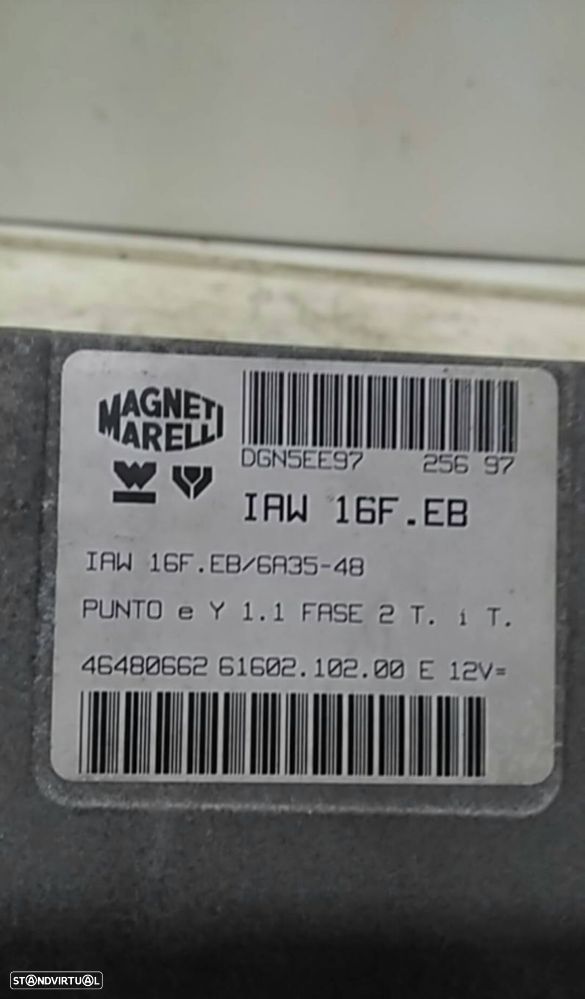 MAGNETI
MARELLI
DGN5EE97 256 97
IAW 16F.EB
IAW 16F.EB/6A35-48
PUNTO e Y 1.1 FASE 2 T. i T.
46480662 61602.102.00 E 12V=
STANDVIRTUAL